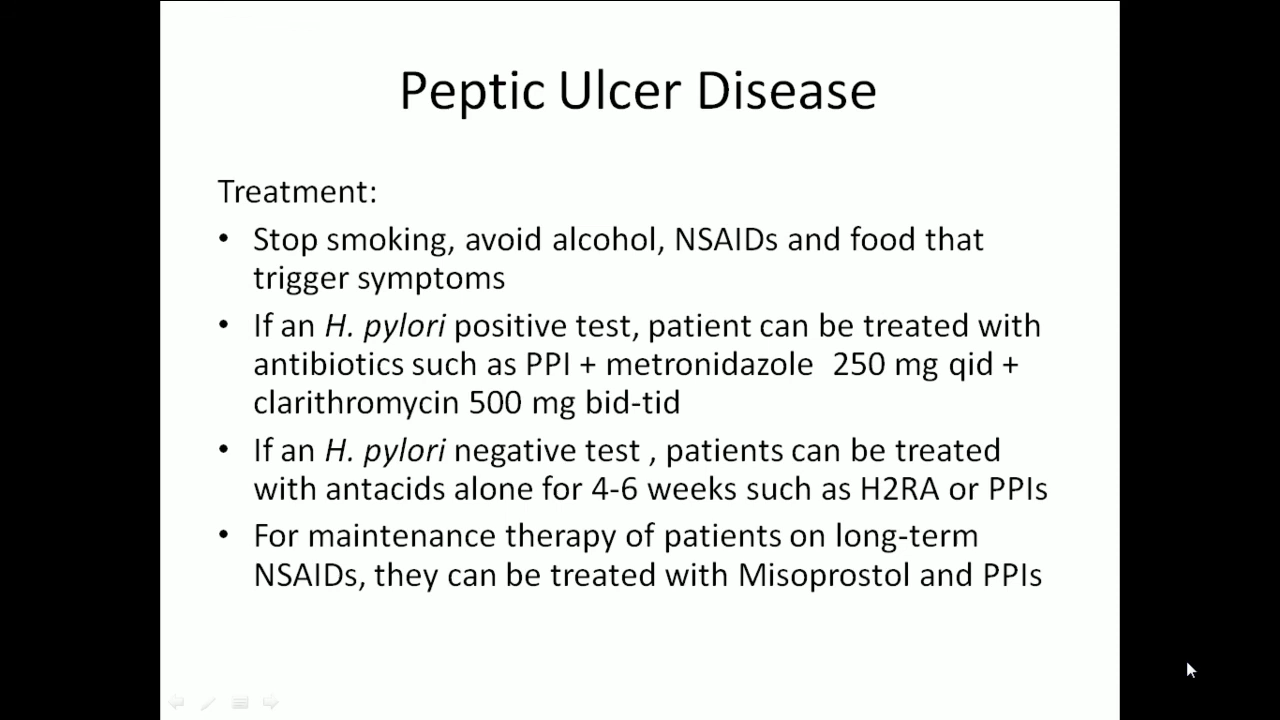 Peptic Ulcer Disease
Treatment:
• Stop smoking, avoid alcohol, NSAIDs and food that
trigger symptoms
• If an H. pylori positive test, patient can be treated with
antibiotics such as PPI + metronidazole  250 mg qid +
clarithromycin 500 mg bid-tid
• If an H. pylori negative test , patients can be treated
with antacids alone for 4-6 weeks such as H2RA or PPIs
• For maintenance therapy of patients on long-term
NSAIDs, they can be treated with Misoprostol and PPIs